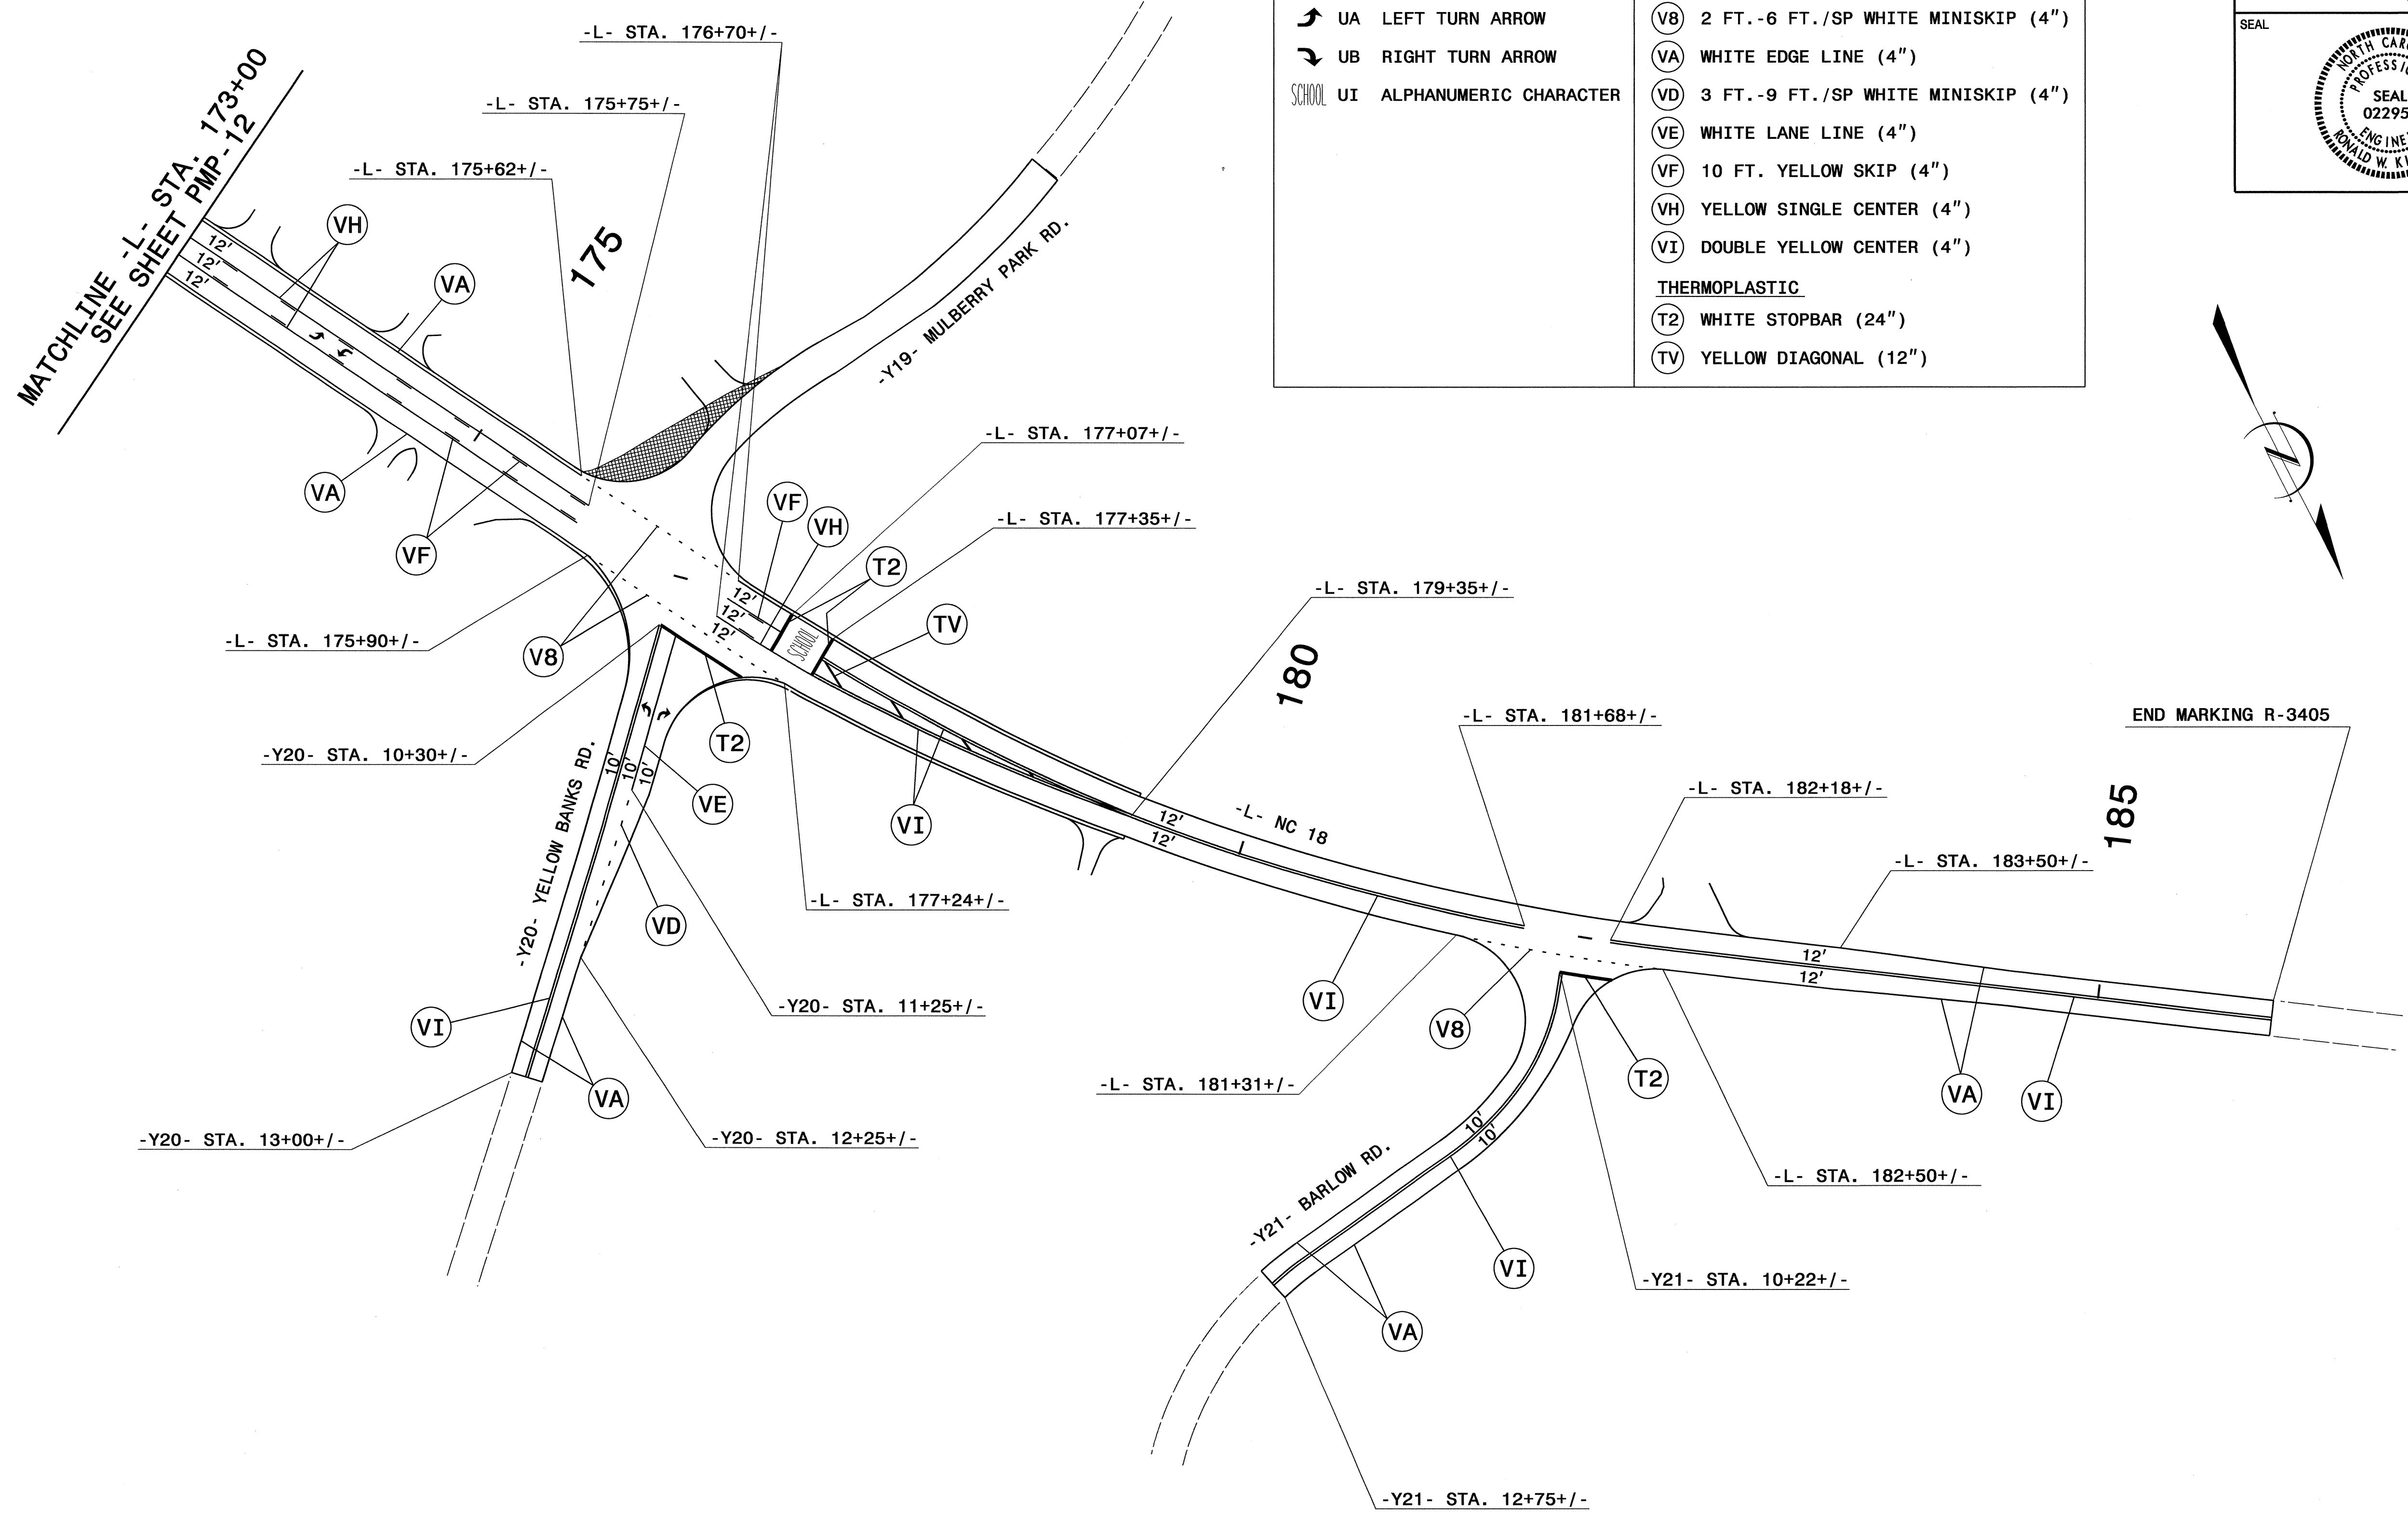 -L- STA. 176+70+/-
-L- STA. 175+75+/-
-L- STA. 175+62+/-
MATCHLINE -L- STA. 173+00
SEE SHEET PMP-12
175
VH
VA
12'
12'
12'
VA
VF
-Y19- MULBERRY PARK RD.
UA LEFT TURN ARROW
UB RIGHT TURN ARROW
SCHOOL UI ALPHANUMERIC CHARACTER
V8 2 FT.-6 FT./SP WHITE MINISKIP (4")
VA WHITE EDGE LINE (4")
VD 3 FT.-9 FT./SP WHITE MINISKIP (4")
VE WHITE LANE LINE (4")
VF 10 FT. YELLOW SKIP (4")
VH YELLOW SINGLE CENTER (4")
VI DOUBLE YELLOW CENTER (4")
THERMOPLASTIC
T2 WHITE STOPBAR (24")
TV YELLOW DIAGONAL (12")
SEAL
SEAL
-L- STA. 177+07+/-
-L- STA. 177+35+/-
VF
VH
T2
TV
12'
12'
12'
SCHOOL
-L- STA. 175+90+/-
V8
-Y20- STA. 10+30+/-
T2
10'
10'
10'
VE
-Y20- YELLOW BANKS RD.
VD
VI
-L- STA. 177+24+/-
-Y20- STA. 11+25+/-
VI
VA
-Y20- STA. 13+00+/-
-Y20- STA. 12+25+/-
-L- STA. 179+35+/-
180
-L- STA. 181+68+/-
END MARKING R-3405
-L- STA. 182+18+/-
185
-L- NC 18
12'
12'
-L- STA. 183+50+/-
12'
12'
VI
V8
T2
VA
VI
-L- STA. 181+31+/-
10'
10'
-Y21- BARLOW RD.
-L- STA. 182+50+/-
VI
-Y21- STA. 10+22+/-
VA
-Y21- STA. 12+75+/-